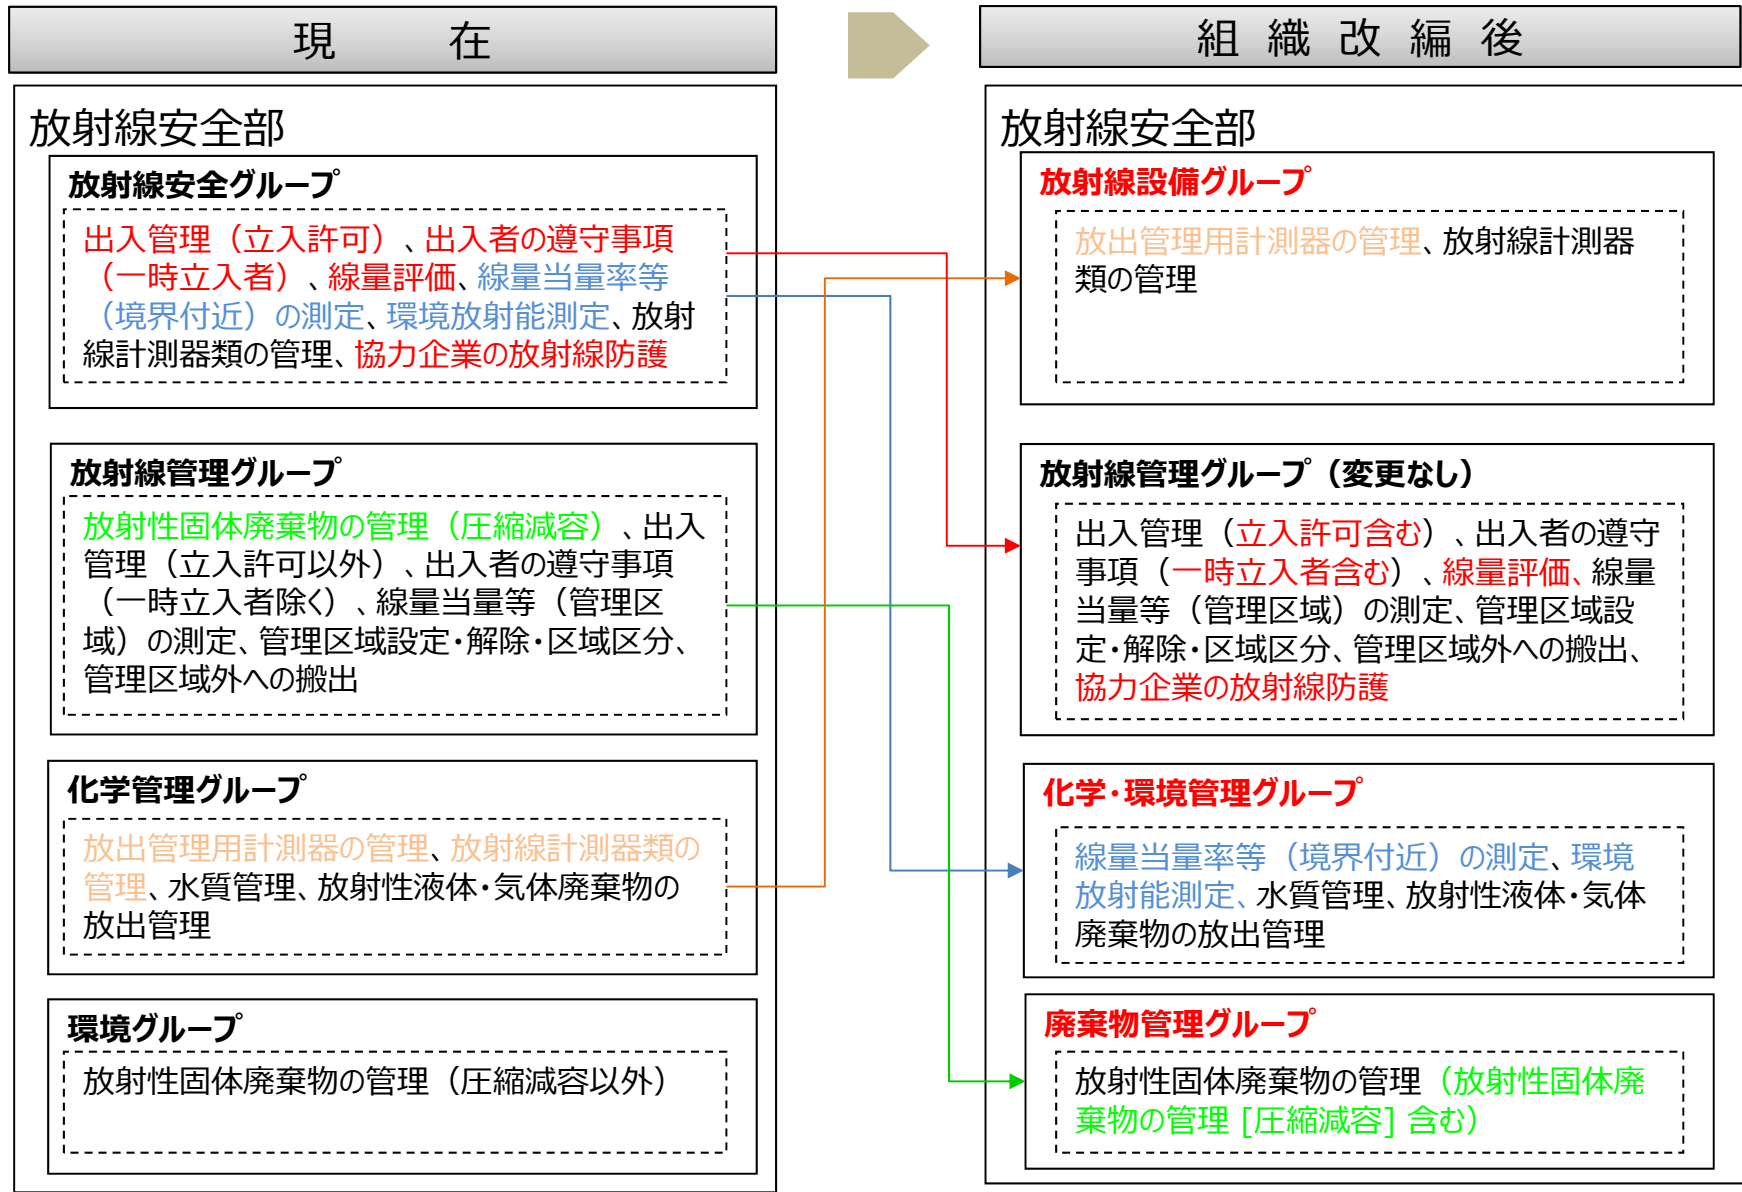 現 在
放射線安全部
放射線安全グループ
出入管理（立入許可）、出入者の遵守事項
（一時立入者）、線量評価、線量当量率等
（境界付近）の測定、環境放射能測定、放射
線計測器類の管理、協力企業の放射線防護
放射線管理グループ
放射性固体廃棄物の管理（圧縮減容）、出入
管理（立入許可以外）、出入者の遵守事項
（一時立入者除く）、線量当量等（管理区
域）の測定、管理区域設定・解除・区域区分、
管理区域外への搬出
化学管理グループ
放出管理用計測器の管理、放射線計測器類の
管理、水質管理、放射性液体・気体廃棄物の
放出管理
環境グループ
放射性固体廃棄物の管理（圧縮減容以外）
組 織 改 編 後
放射線安全部
放射線設備グループ
放出管理用計測器の管理、放射線計測器
類の管理
放射線管理グループ（変更なし）
出入管理（立入許可含む）、出入者の遵守
事項（一時立入者含む）、線量評価、線量
当量等（管理区域）の測定、管理区域設
定・解除・区域区分、管理区域外への搬出、
協力企業の放射線防護
化学・環境管理グループ
線量当量率等（境界付近）の測定、環境
放射能測定、水質管理、放射性液体・気体
廃棄物の放出管理
廃棄物管理グループ
放射性固体廃棄物の管理（放射性固体廃
棄物の管理 [圧縮減容] 含む）